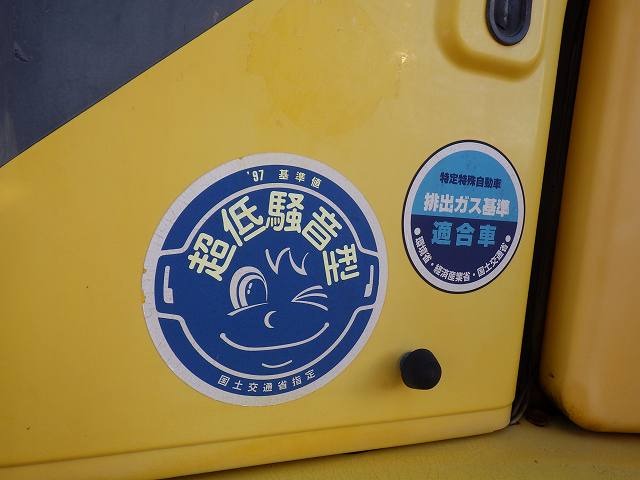 '97 基準値
超低騒音型
国土交通省指定
特定特殊自動車
排出ガス基準
適合車
●環境省・経済産業省・国土交通省●